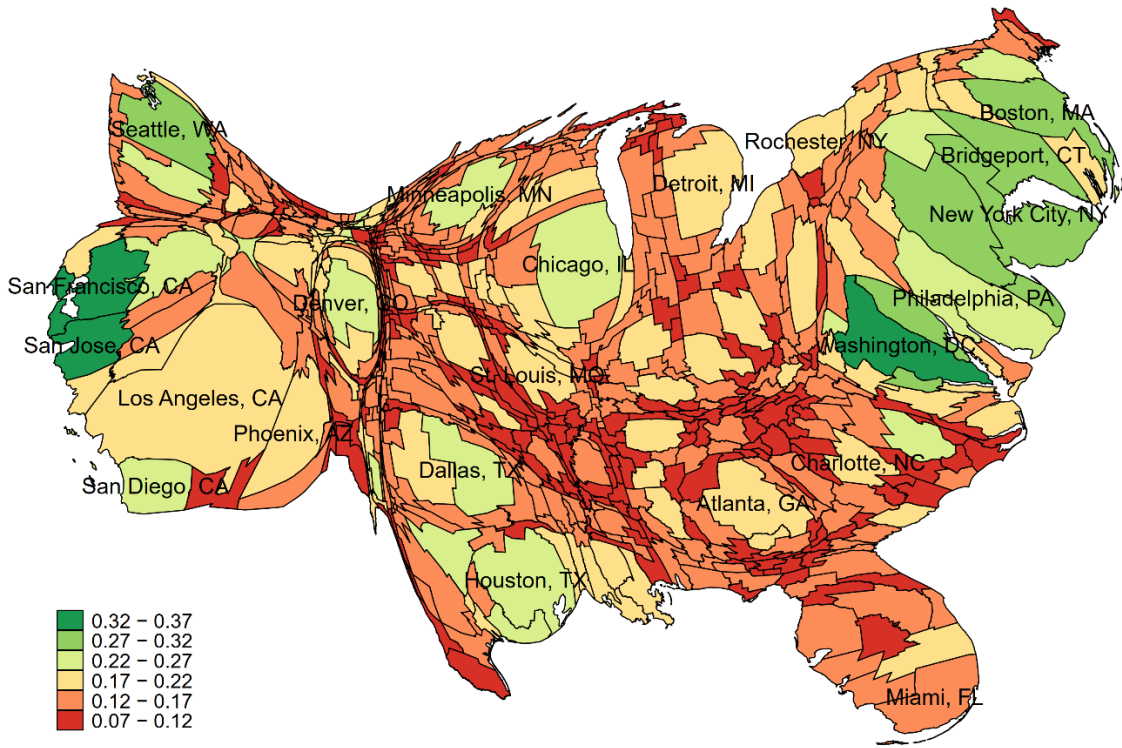 Boston, MA
Seattle, WA
Rochester, NY
Bridgeport, CT
Detroit, MI
Minneapolis, MN
New York City, NY
Chicago, IL
San Francisco, CA
Philadelphia, PA
Denver, CO
San Jose, CA
Washington, DC
St. Louis, MO
Los Angeles, CA
Phoenix, AZ
Charlotte, NC
Dallas, TX
San Diego, CA
Atlanta, GA
Houston, TX
0.32 − 0.37
0.27 − 0.32
0.22 − 0.27
0.17 − 0.22
0.12 − 0.17
0.07 − 0.12
Miami, FL